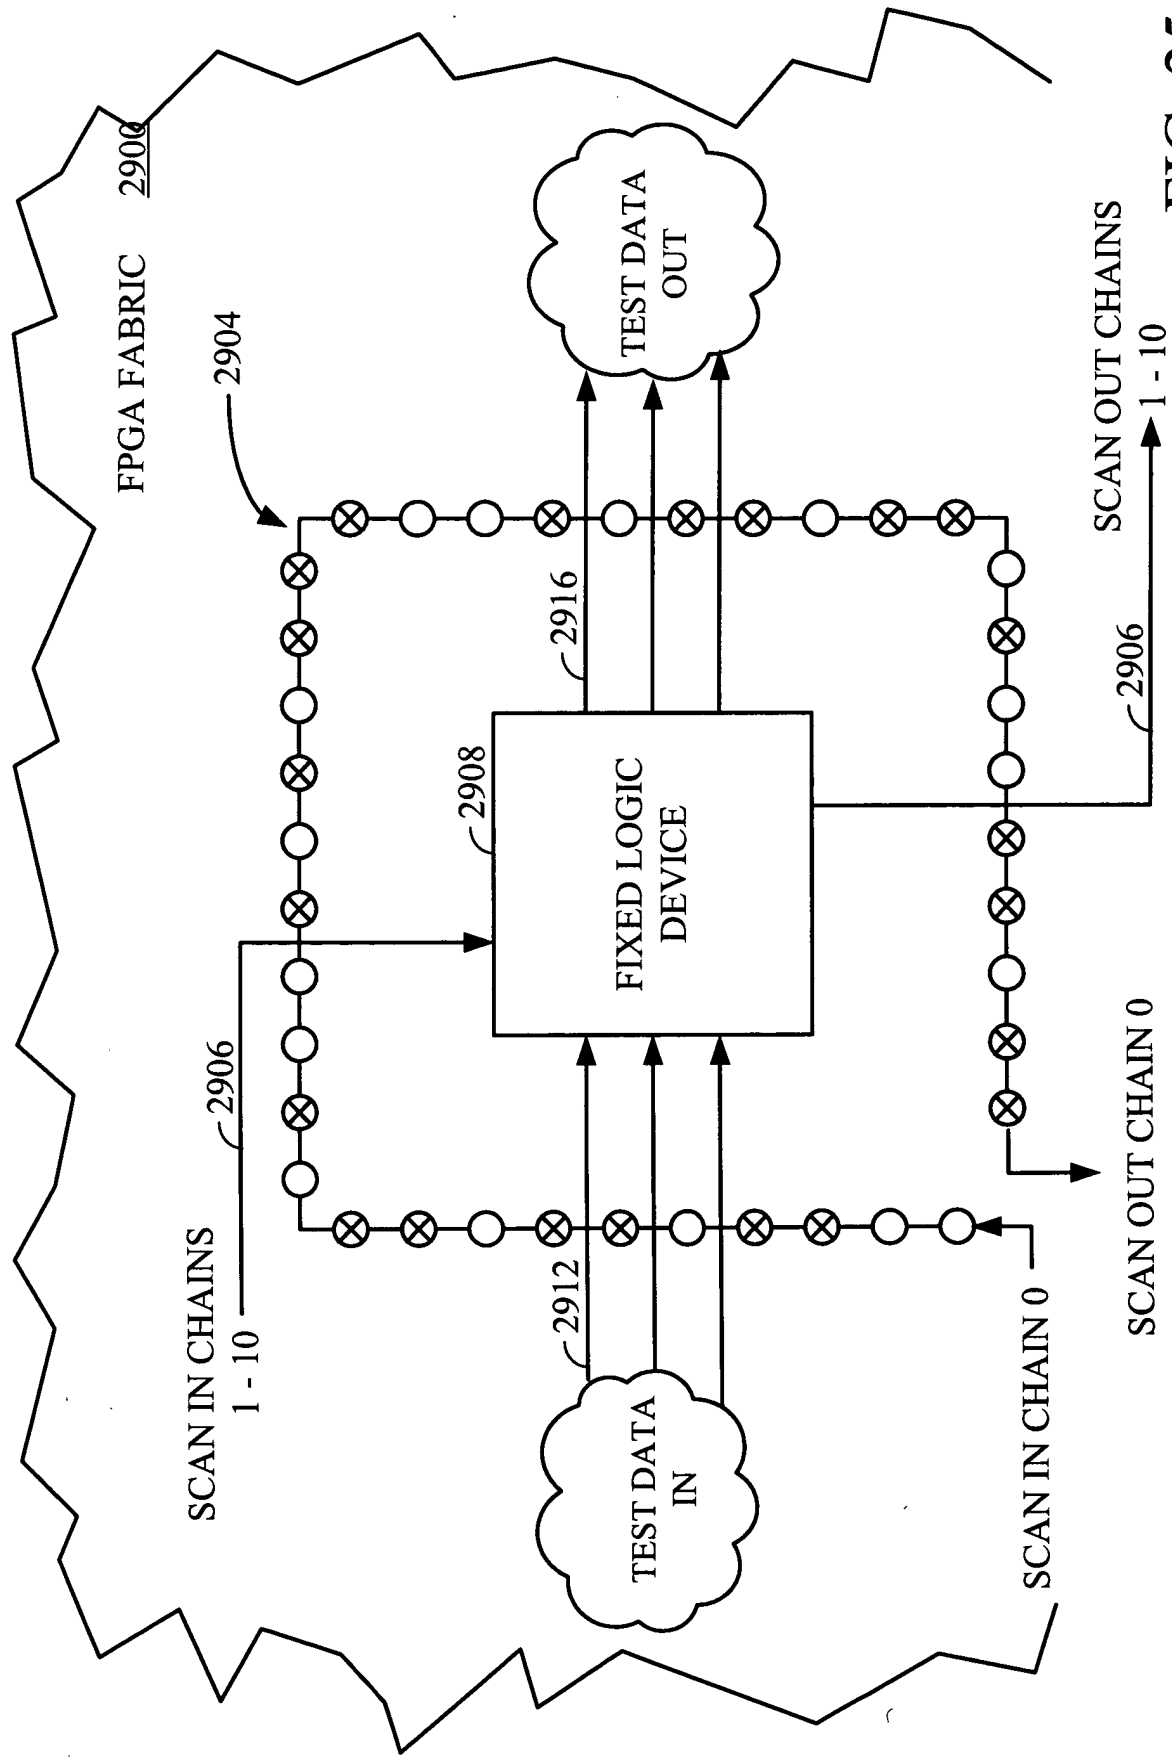 FPGA FABRIC 2900
2904
SCAN IN CHAINS
1 - 10
2906
2908
FIXED LOGIC
DEVICE
2912
2916
TEST DATA
IN
TEST DATA
OUT
SCAN IN CHAIN 0
SCAN OUT CHAIN 0
2906
SCAN OUT CHAINS
1 - 10